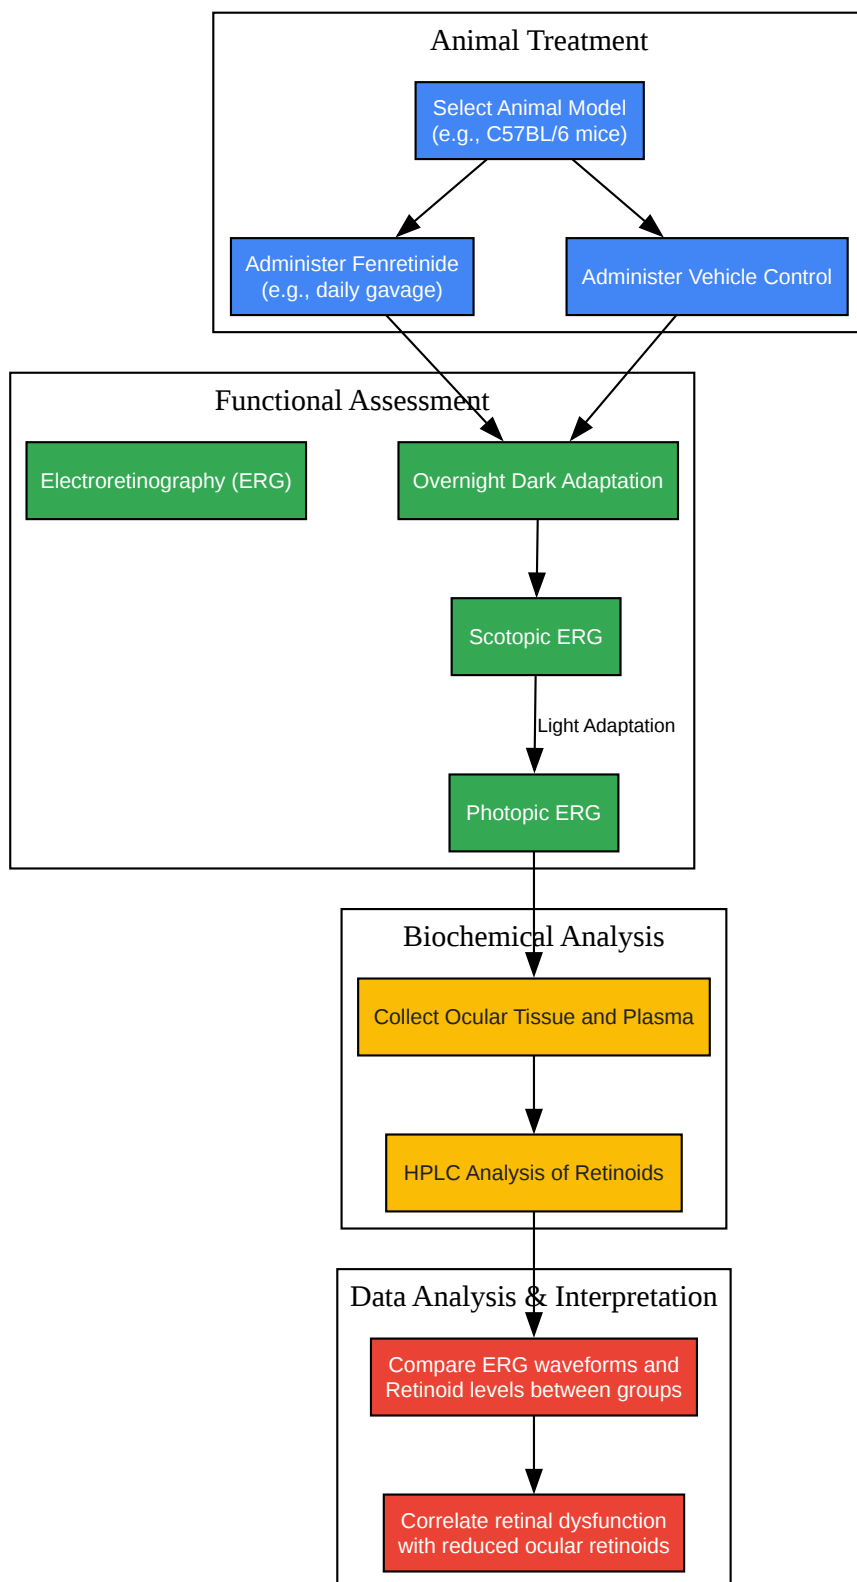 Animal Treatment
Select Animal Model
(e.g., C57BL/6 mice)
Administer Fenretinide
(e.g., daily gavage)
Administer Vehicle Control
Functional Assessment
Electroretinography (ERG)
Overnight Dark Adaptation
Scotopic ERG
Light Adaptation
Photopic ERG
Biochemical Analysis
Collect Ocular Tissue and Plasma
HPLC Analysis of Retinoids
Data Analysis & Interpretation
Compare ERG waveforms and
Retinoid levels between groups
Correlate retinal dysfunction
with reduced ocular retinoids